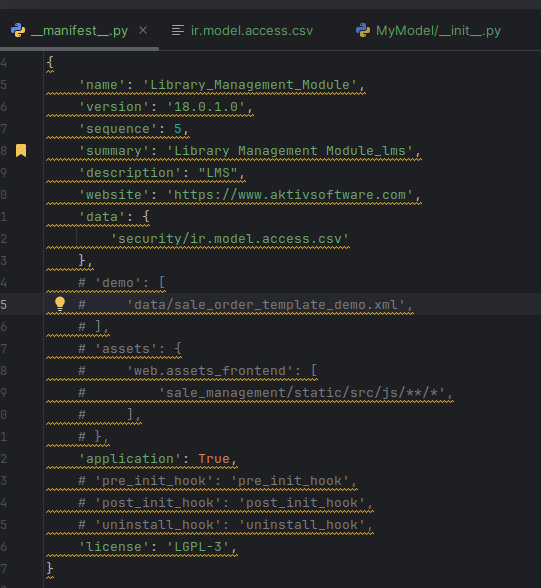 __manifest__.py × ir.model.access.csv MyModel/__init__.py
4 {
5 'name': 'Library_Management_Module',
6 'version': '18.0.1.0',
7 'sequence': 5,
8 'summary': 'Library Management Module_lms',
9 'description': "LMS",
0 'website': 'https://www.aktivsoftware.com',
1 'data': {
2 'security/ir.model.access.csv'
3 },
4 # 'demo': [
5 # 'data/sale_order_template_demo.xml',
6 # ],
7 # 'assets': {
8 # 'web.assets_frontend': [
9 # 'sale_management/static/src/js/**/*',
0 # ],
1 # },
2 'application': True,
3 # 'pre_init_hook': 'pre_init_hook',
4 # 'post_init_hook': 'post_init_hook',
5 # 'uninstall_hook': 'uninstall_hook',
6 'license': 'LGPL-3',
7 }